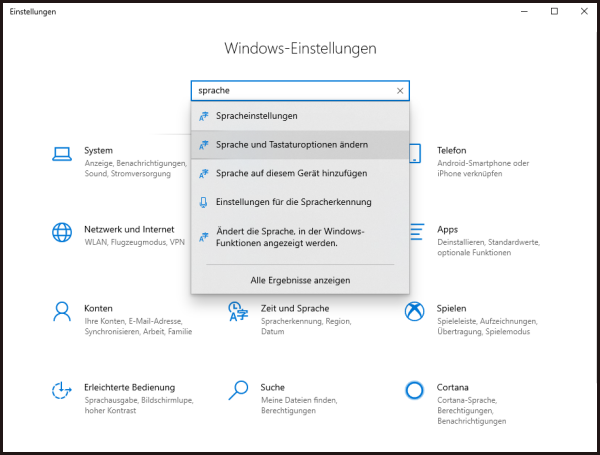 Einstellungen
Windows-Einstellungen
sprache
Spracheinstellungen
Sprache und Tastaturoptionen ändern
Sprache auf diesem Gerät hinzufügen
Einstellungen für die Spracherkennung
Ändert die Sprache, in der Windows-
Funktionen angezeigt werden.
Alle Ergebnisse anzeigen
System
Anzeige, Benachrichtigungen,
Sound, Stromversorgung
Telefon
Android-Smartphone oder
iPhone verknüpfen
Netzwerk und Internet
WLAN, Flugzeugmodus, VPN
Apps
Deinstallieren, Standardwerte,
optionale Funktionen
Konten
Ihre Konten, E-Mail-Adresse,
Synchronisieren, Arbeit, Familie
Zeit und Sprache
Spracherkennung, Region,
Datum
Spielen
Spieleleiste, Aufzeichnungen,
Übertragung, Spielemodus
Erleichterte Bedienung
Sprachausgabe, Bildschirmlupe,
hoher Kontrast
Suche
Meine Dateien finden,
Berechtigungen
Cortana
Cortana-Sprache,
Berechtigungen,
Benachrichtigungen